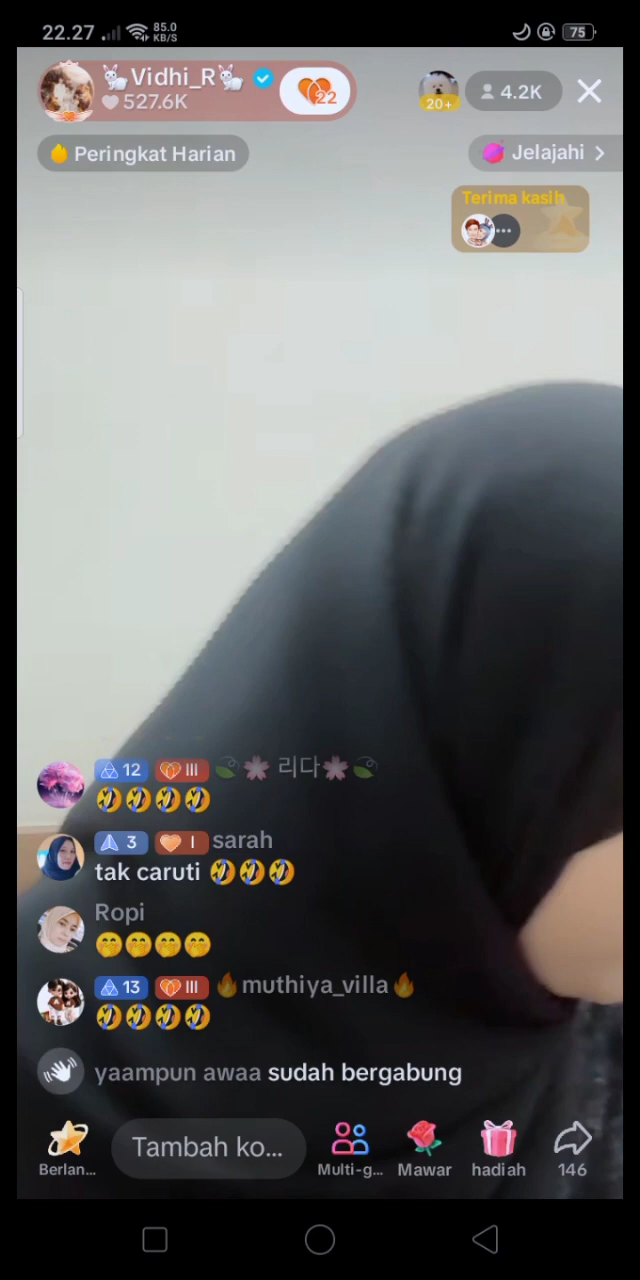 22.27
85.0
KB/S
75
🐇Vidhi_R🐇
527.6K
22
20+
4.2K
Peringkat Harian
Jelajahi
Terima kasih
12 III 리다
🤣🤣🤣🤣
3 I sarah
tak caruti 🤣🤣🤣
Ropi
🤭🤭🤭🤭
13 III 🔥muthiya_villa🔥
🤣🤣🤣🤣
yaampun awaa sudah bergabung
Tambah ko...
Berlan...
Multi-g...
Mawar
hadiah
146